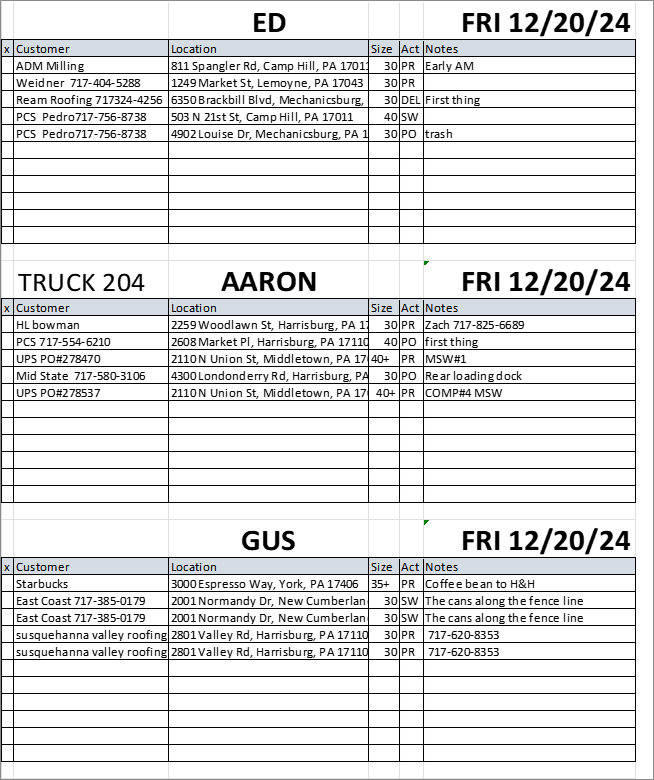 ED FRI 12/20/24
x Customer Location Size Act Notes
ADM Milling 811 Spangler Rd, Camp Hill, PA 17011 30 PR Early AM
Weidner 717-404-5288 1249 Market St, Lemoyne, PA 17043 30 PR
Ream Roofing 717324-4256 6350 Brackbill Blvd, Mechanicsburg, 30 DEL First thing
PCS Pedro717-756-8738 503 N 21st St, Camp Hill, PA 17011 40 SW
PCS Pedro717-756-8738 4902 Louise Dr, Mechanicsburg, PA 1 30 PO trash
TRUCK 204 AARON FRI 12/20/24
x Customer Location Size Act Notes
HL bowman 2259 Woodlawn St, Harrisburg, PA 17 30 PR Zach 717-825-6689
PCS 717-554-6210 2608 Market Pl, Harrisburg, PA 17110 40 PO first thing
UPS PO#278470 2110 N Union St, Middletown, PA 17 40+ PR MSW#1
Mid State 717-580-3106 4300 Londonderry Rd, Harrisburg, PA 30 PO Rear loading dock
UPS PO#278537 2110 N Union St, Middletown, PA 17 40+ PR COMP#4 MSW
GUS FRI 12/20/24
x Customer Location Size Act Notes
Starbucks 3000 Espresso Way, York, PA 17406 35+ PR Coffee bean to H&H
East Coast 717-385-0179 2001 Normandy Dr, New Cumberlan 30 SW The cans along the fence line
East Coast 717-385-0179 2001 Normandy Dr, New Cumberlan 30 SW The cans along the fence line
susquehanna valley roofing 2801 Valley Rd, Harrisburg, PA 17110 30 PR 717-620-8353
susquehanna valley roofing 2801 Valley Rd, Harrisburg, PA 17110 30 PR 717-620-8353